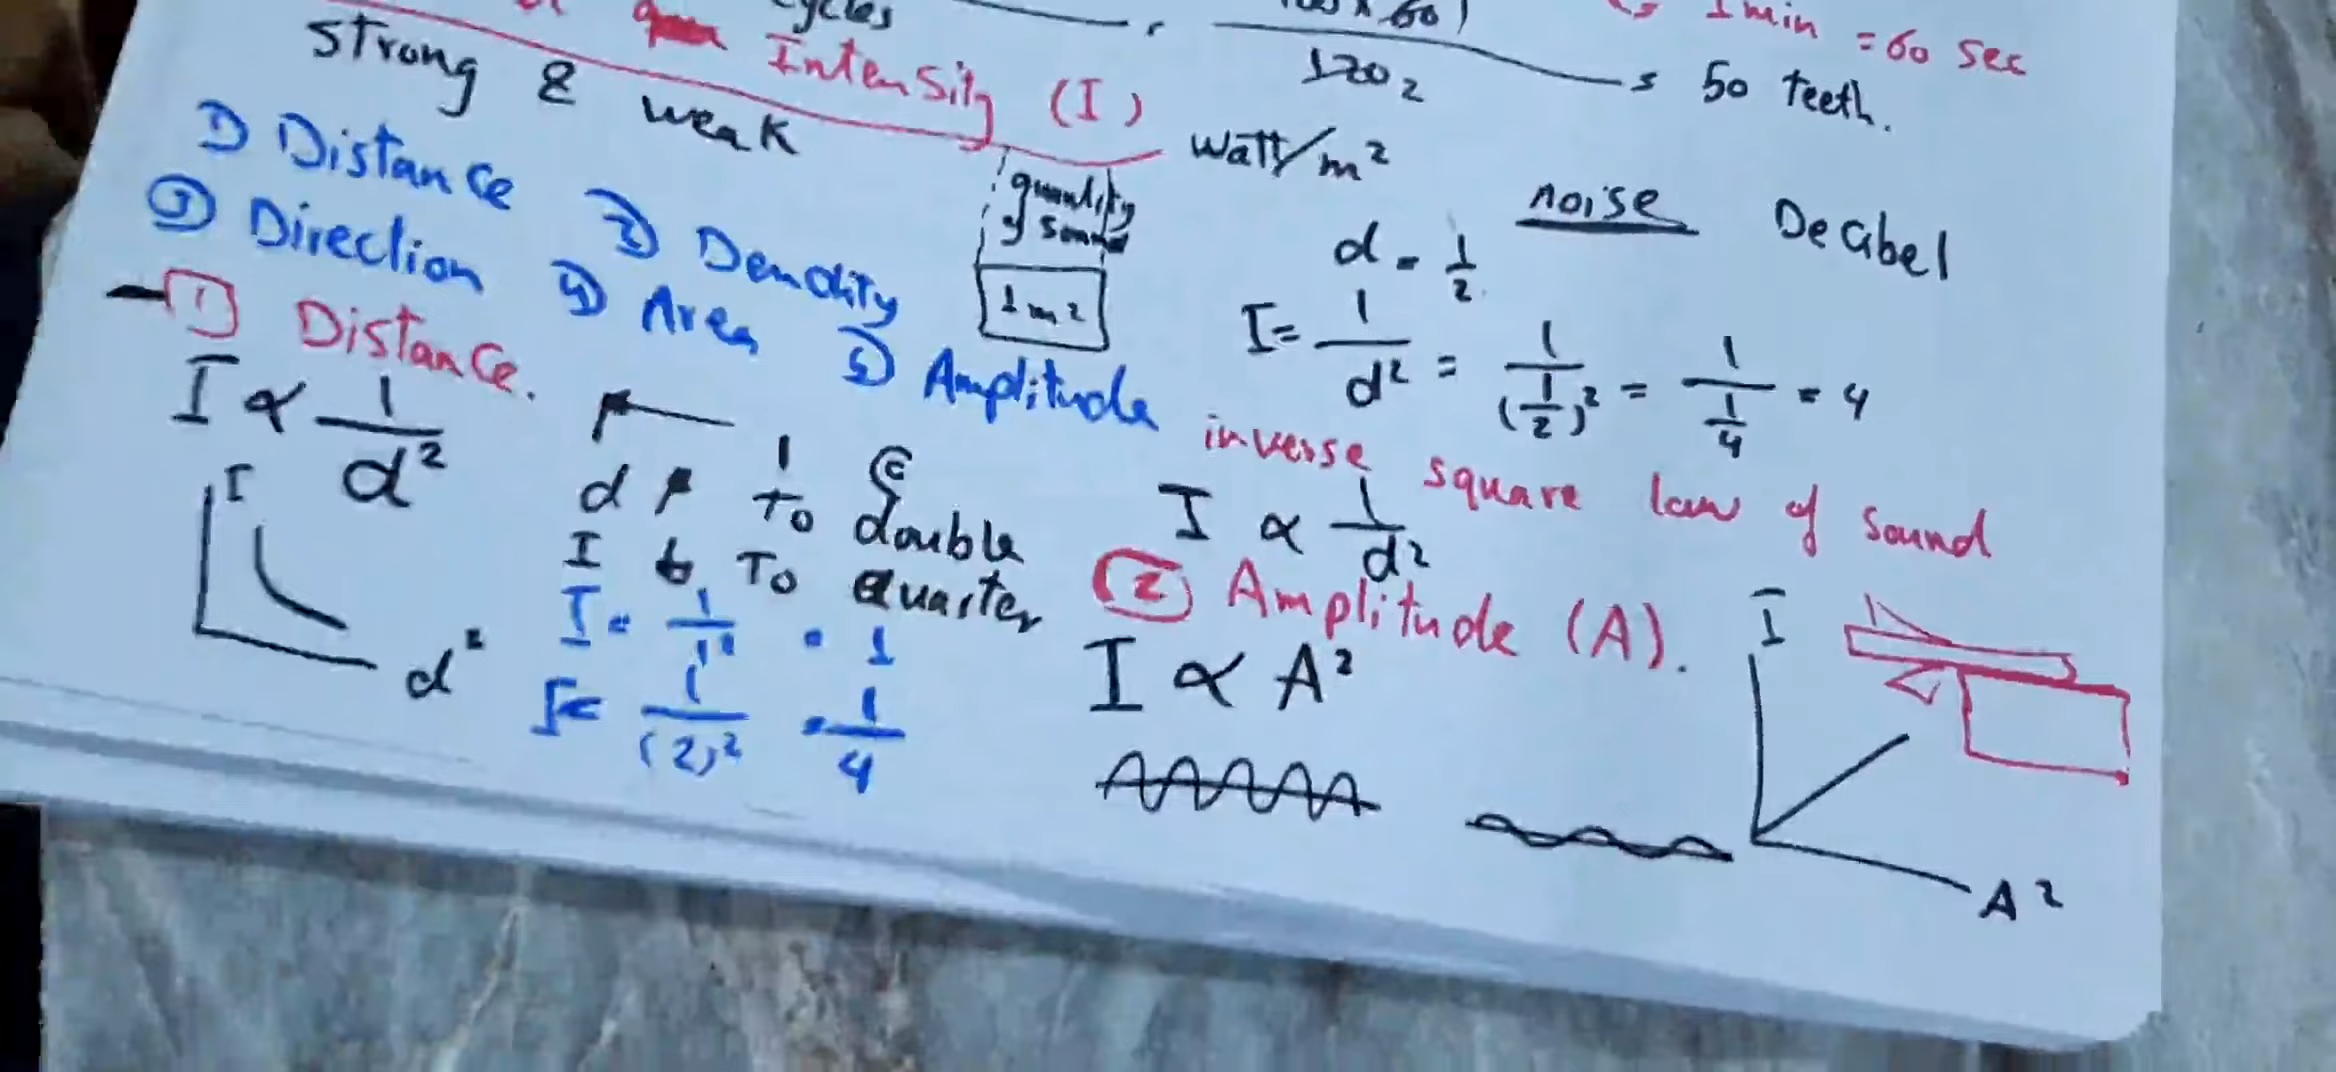 cycles
1 min = 60 sec
1202
50 teeth.
Intensity (I)
watt/m²
strong & weak
quantity of sound
1m²
noise Decibel
1) Distance 2) Density
3) Direction 4) Area 5) Amplitude
d = 1/2
I = 1/d² = 1/(1/2)² = 1/(1/4) = 4
1 Distance.
I ∝ 1/d²
I
d²
d To double
I To Quarter
I = 1/1² = 1
I = 1/(2)² = 1/4
inverse square law of sound
I ∝ 1/d²
2 Amplitude (A).
I ∝ A²
I
A²